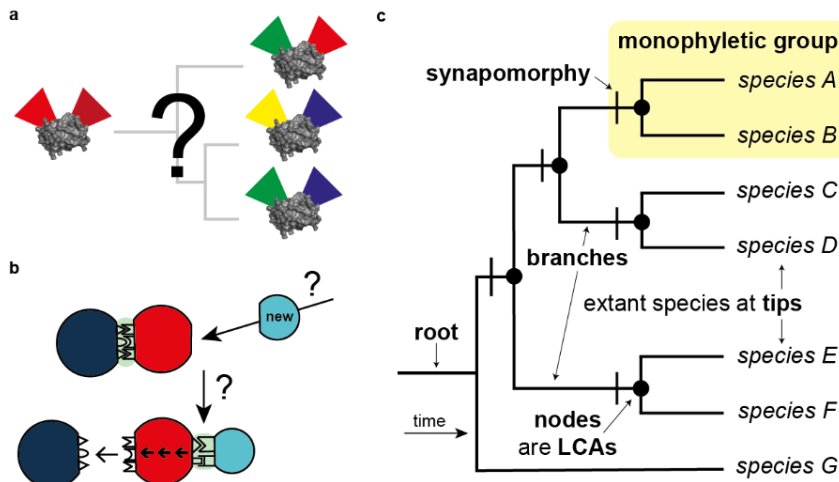 a
?
b
?
new
?
c
monophyletic group
synapomorphy
species A
species B
species C
branches
species D
extant species at tips
root
species E
time
nodes
are LCAs
species F
species G